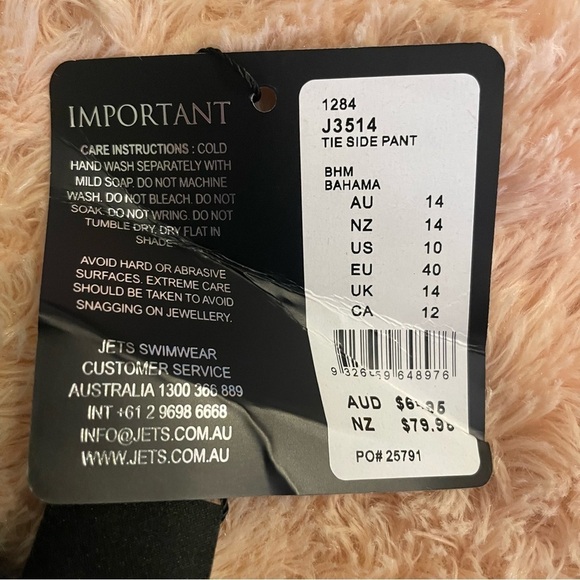 IMPORTANT
CARE INSTRUCTIONS : COLD
HAND WASH SEPARATELY WITH
MILD SOAP. DO NOT MACHINE
WASH. DO NOT BLEACH. DO NOT
SOAK. DO NOT WRING. DO NOT
TUMBLE DRY. DRY FLAT IN
SHADE
AVOID HARD OR ABRASIVE
SURFACES. EXTREME CARE
SHOULD BE TAKEN TO AVOID
SNAGGING ON JEWELLERY.
JETS SWIMWEAR
CUSTOMER SERVICE
AUSTRALIA 1300 366 889
INT +61 2 9698 6668
INFO@JETS.COM.AU
WWW.JETS.COM.AU
1284
J3514
TIE SIDE PANT
BHM
BAHAMA
AU 14
NZ 14
US 10
EU 40
UK 14
CA 12
648976
AUD
NZ $79.95
PO# 25791